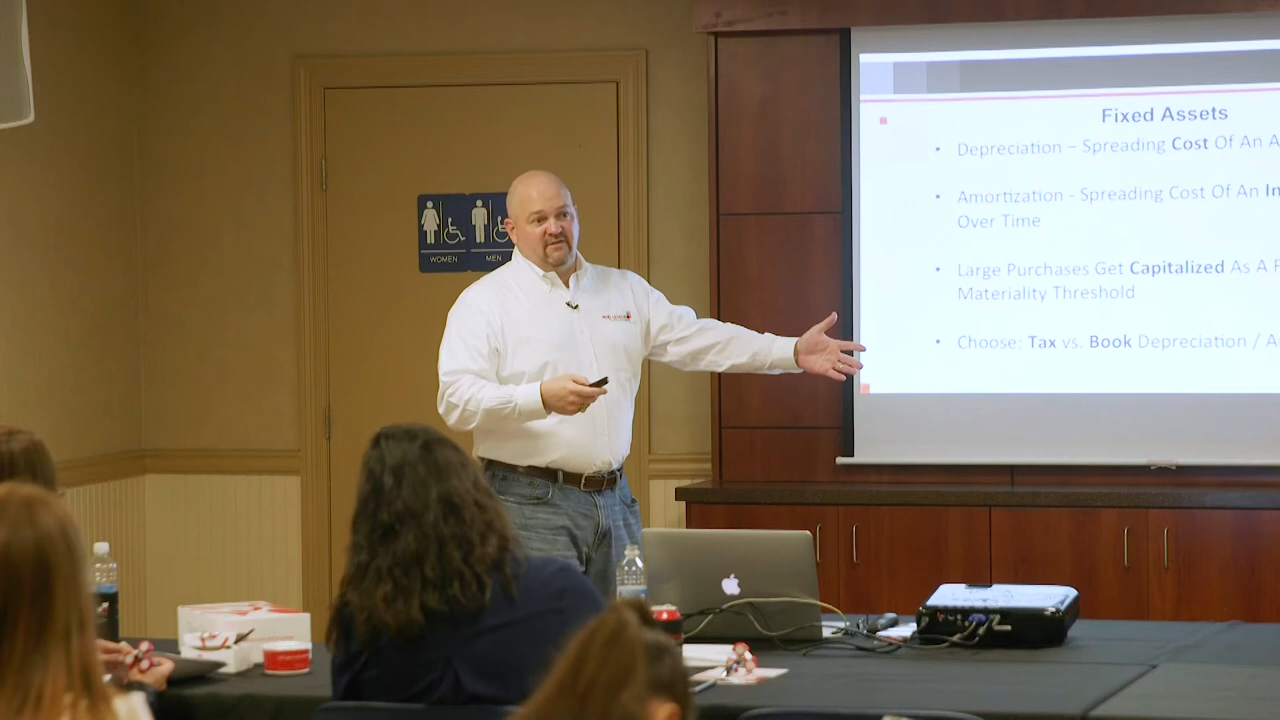 WOMEN
MEN
Fixed Assets
• Depreciation – Spreading Cost Of An
• Amortization - Spreading Cost Of An
Over Time
• Large Purchases Get Capitalized As A
Materiality Threshold
• Choose: Tax vs. Book Depreciation /